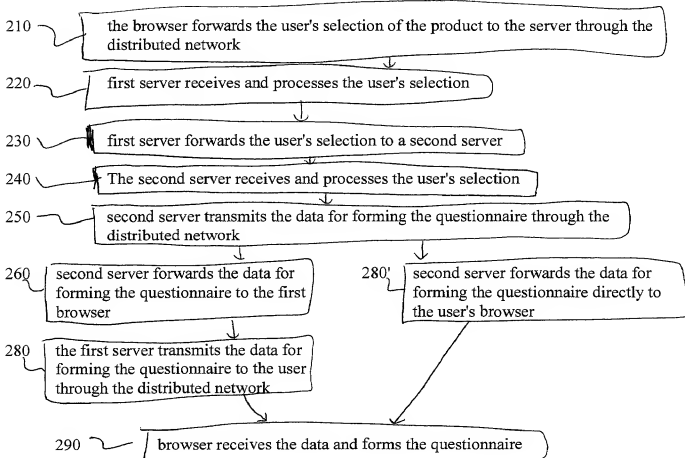 210 the browser forwards the user's selection of the product to the server through the
distributed network
220 first server receives and processes the user's selection
230 first server forwards the user's selection to a second server
240 The second server receives and processes the user's selection
250 second server transmits the data for forming the questionnaire through the
distributed network
260 second server forwards the data for
forming the questionnaire to the first
browser
280' second server forwards the data for
forming the questionnaire directly to
the user's browser
280 the first server transmits the data for
forming the questionnaire to the user
through the distributed network
290 browser receives the data and forms the questionnaire